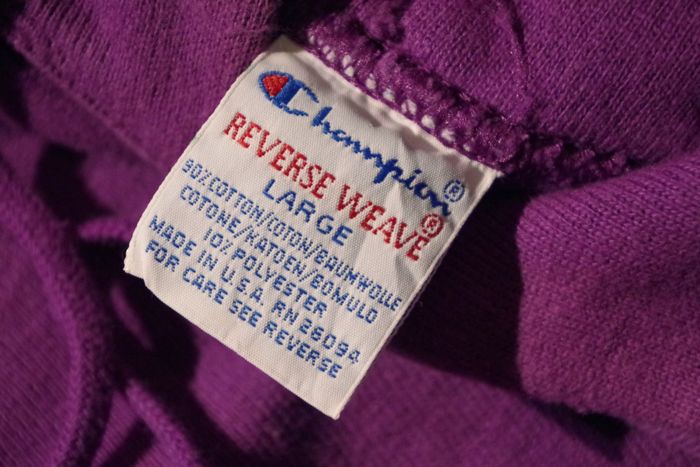 Champion®
REVERSE WEAVE®
LARGE
90% COTTON/COTON/BAUMWOLLE
COTONE/KATOEN/BOMULD
10% POLYESTER
MADE IN U.S.A. RN 26094
FOR CARE SEE REVERSE